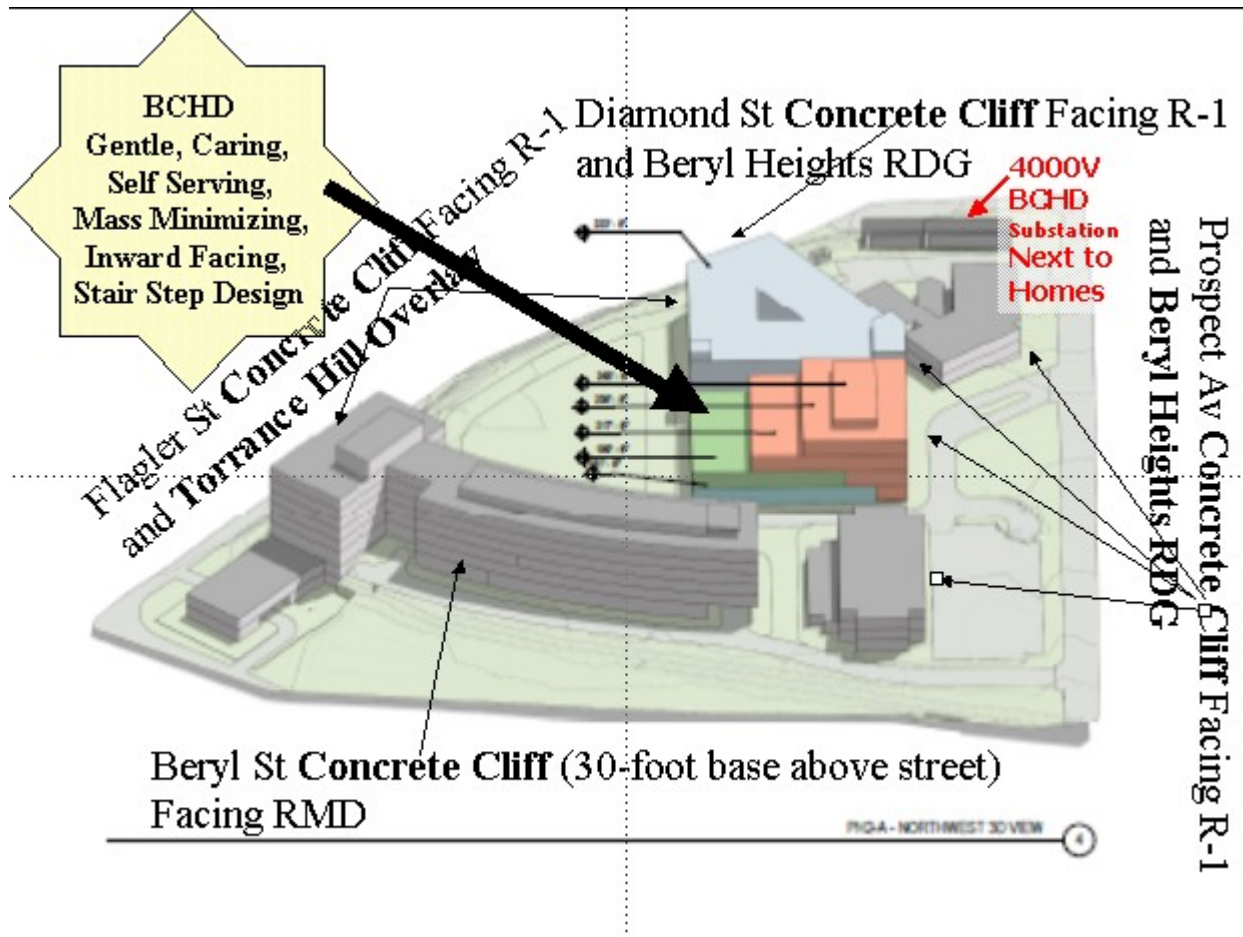 BCHD
Gentle, Caring,
Self Serving,
Mass Minimizing,
Inward Facing,
Stair Step Design
Diamond St Concrete Cliff Facing R-1
and Beryl Heights RDG
Flagler St Concrete Cliff Facing R-1
and Torrance Hill Overlay
4000V
BCHD
Substation
Next to
Homes
Prospect Av Concrete Cliff Facing R-1
and Beryl Heights RDG
Beryl St Concrete Cliff (30-foot base above street)
Facing RMD
NORTHWEST 3D VIEW
4